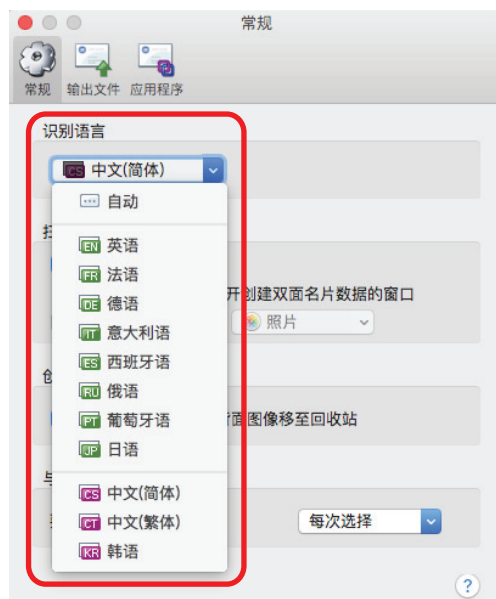 常规
常规 输出文件 应用程序
识别语言
CS 中文(简体)
自动
EN 英语
FR 法语
开创建双面名片数据的窗口
DE 德语
照片
IT 意大利语
ES 西班牙语
RU 俄语
PT 葡萄牙语
面图像移至回收站
JP 日语
CS 中文(简体)
CT 中文(繁体)
每次选择
KR 韩语
?